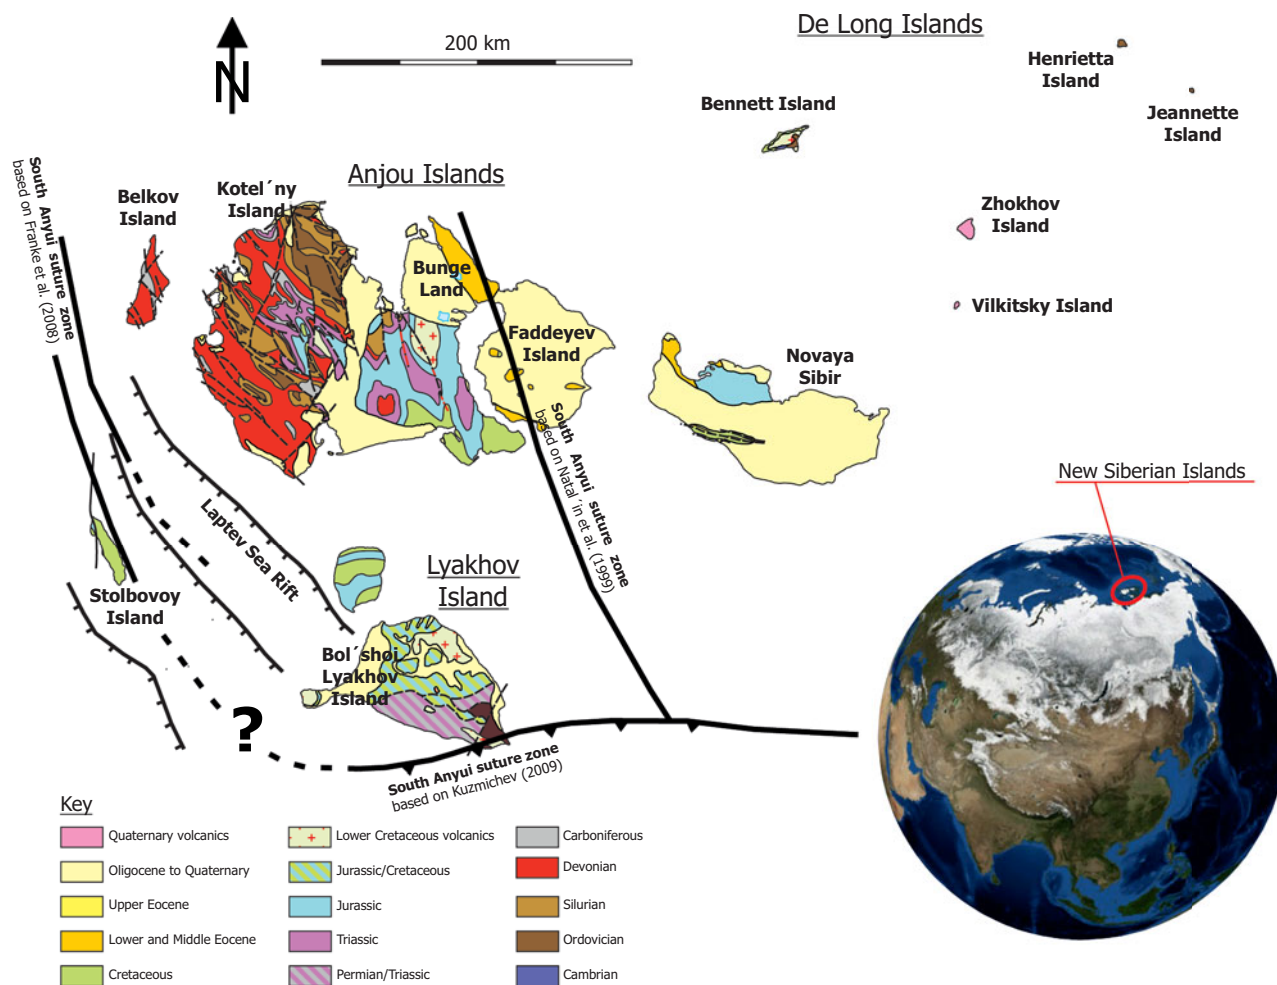 De Long Islands
200 km
N
Henrietta
Island
Bennett Island
Jeannette
Island
South Anyui suture zone
based on Franke et al. (2008)
Belkov
Island
Kotel´ny
Island
Anjou Islands
Zhokhov
Island
Bunge
Land
Vilkitsky Island
Faddeyev
Island
Novaya
Sibir
South Anyui suture zone
based on Natal´in et al. (1999)
New Siberian Islands
Laptev Sea Rift
Lyakhov
Island
Stolbovoy
Island
Bol´shoi
Lyakhov
Island
?
South Anyui suture zone
based on Kuzmichev (2009)
Key
Quaternary volcanics
Oligocene to Quaternary
Upper Eocene
Lower and Middle Eocene
Cretaceous
Lower Cretaceous volcanics
Jurassic/Cretaceous
Jurassic
Triassic
Permian/Triassic
Carboniferous
Devonian
Silurian
Ordovician
Cambrian